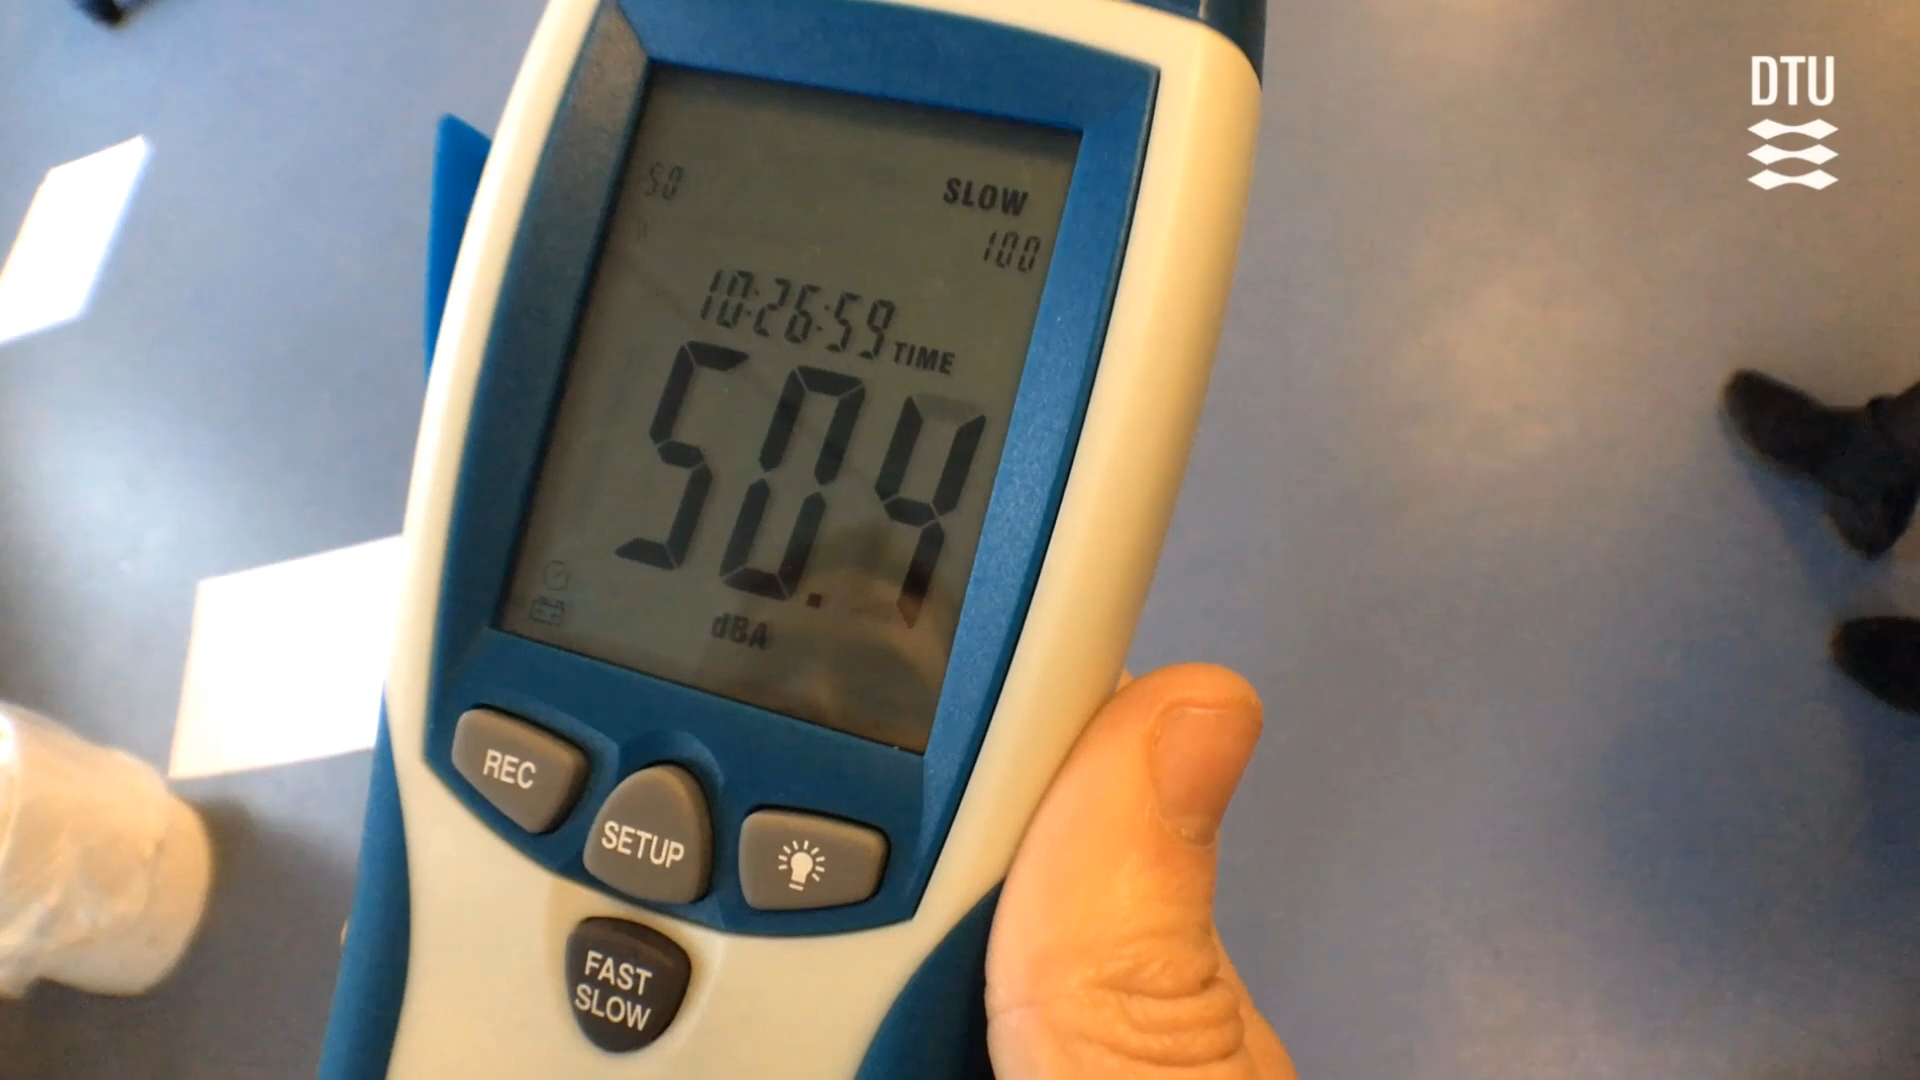 DTU
50
SLOW
100
10:26:59 TIME
50.4
dBA
REC
SETUP
FAST
SLOW